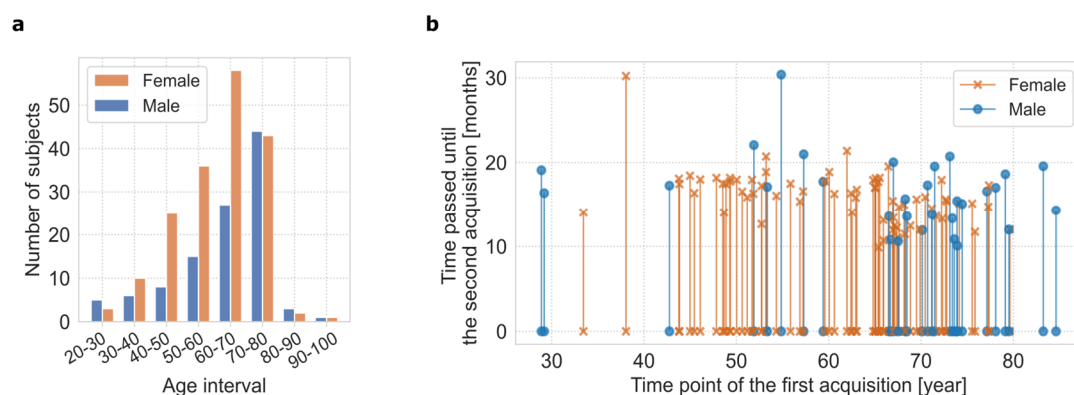 a
Female
Male
Number of subjects
50
40
30
20
10
0
20-30
30-40
40-50
50-60
60-70
70-80
80-90
90-100
Age interval
b
Female
Male
Time passed until
the second acquisition [months]
30
20
10
0
30
40
50
60
70
80
Time point of the first acquisition [year]